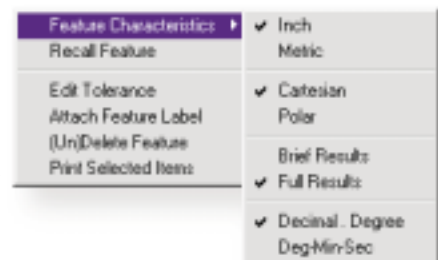 Feature Characteristics
Recall Feature
Edit Tolerance
Attach Feature Label
(Un)Delete Feature
Print Selected Items
Inch
Metric
Cartesian
Polar
Brief Results
Full Results
Decimal . Degree
Deg-Min-Sec